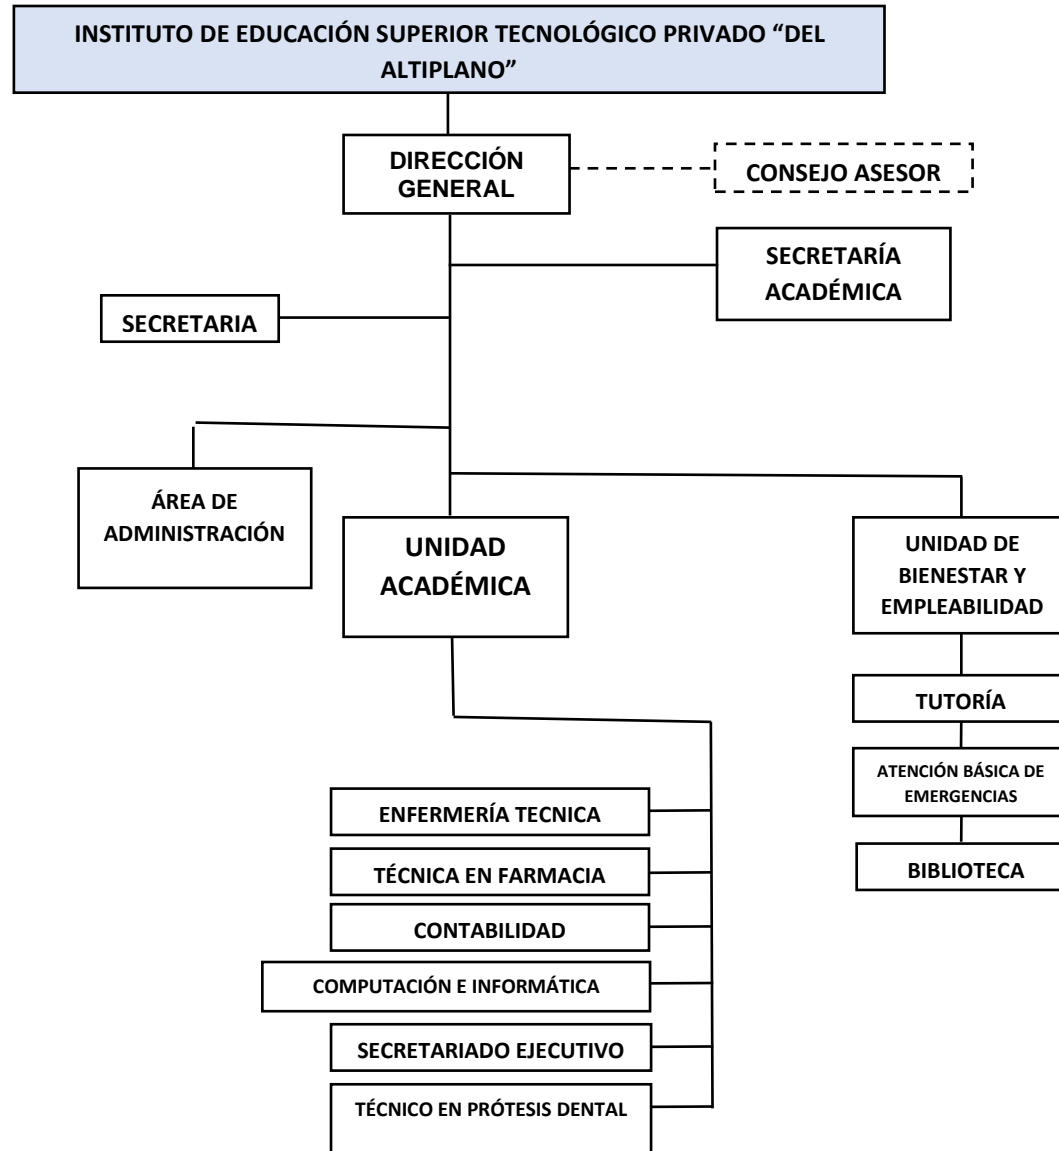 INSTITUTO DE EDUCACIÓN SUPERIOR TECNOLÓGICO PRIVADO “DEL
ALTIPLANO”
DIRECCIÓN
GENERAL
CONSEJO ASESOR
SECRETARÍA
ACADÉMICA
SECRETARIA
ÁREA DE
ADMINISTRACIÓN
UNIDAD
ACADÉMICA
UNIDAD DE
BIENESTAR Y
EMPLEABILIDAD
TUTORÍA
ATENCIÓN BÁSICA DE
EMERGENCIAS
BIBLIOTECA
ENFERMERÍA TECNICA
TÉCNICA EN FARMACIA
CONTABILIDAD
COMPUTACIÓN E INFORMÁTICA
SECRETARIADO EJECUTIVO
TÉCNICO EN PRÓTESIS DENTAL